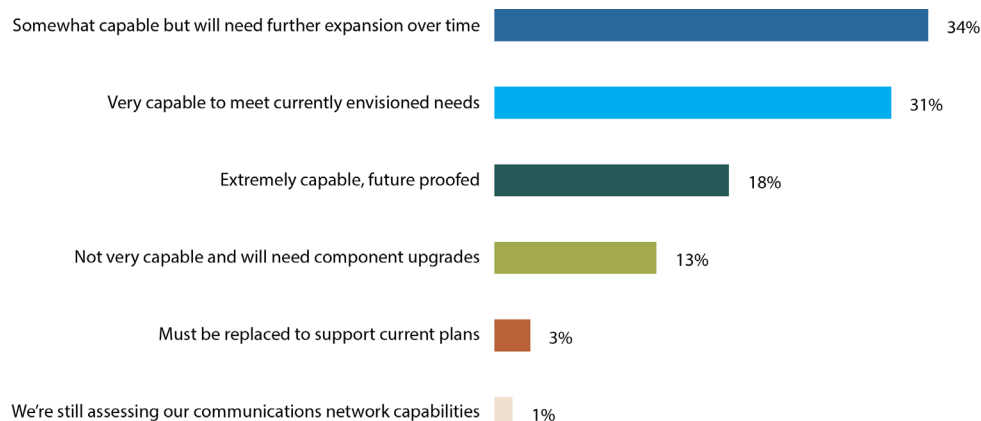 Somewhat capable but will need further expansion over time 34%
Very capable to meet currently envisioned needs 31%
Extremely capable, future proofed 18%
Not very capable and will need component upgrades 13%
Must be replaced to support current plans 3%
We’re still assessing our communications network capabilities 1%